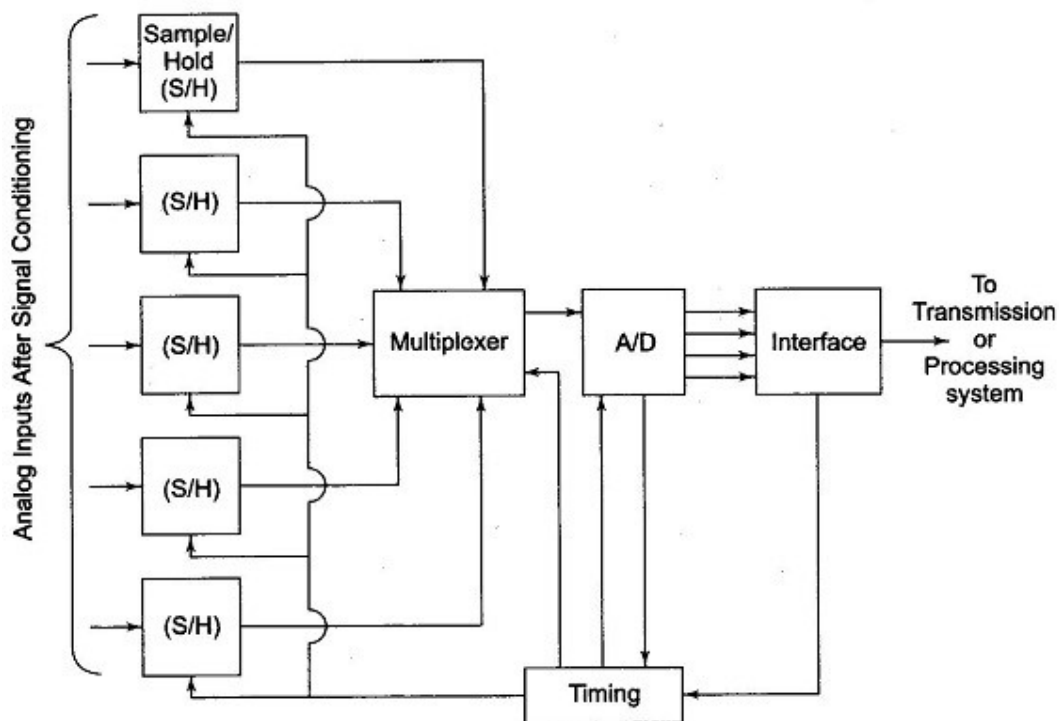 Analog Inputs After Signal Conditioning
Sample/
Hold
(S/H)
(S/H)
(S/H)
(S/H)
(S/H)
Multiplexer
A/D
Interface
To
Transmission
or
Processing
system
Timing